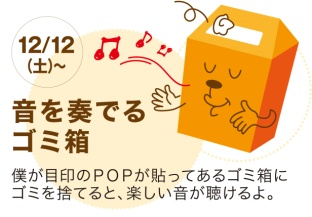 12/12
(土)~
音を奏でる
ゴミ箱
僕が目印のPOPが貼ってあるゴミ箱に
ゴミを捨てると、楽しい音が聴けるよ。